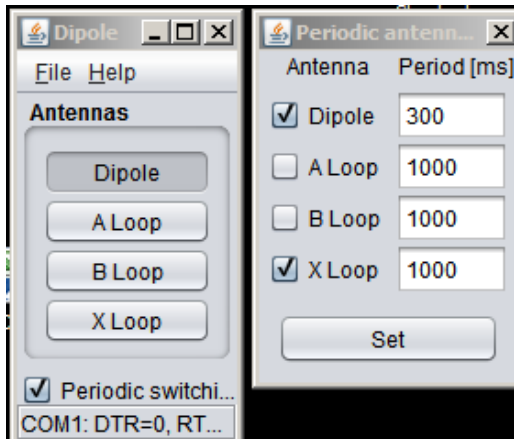 Dipole
File Help
Antennas
Dipole
A Loop
B Loop
X Loop
Periodic switchi...
COM1: DTR=0, RT...
Periodic antenn...
Antenna Period [ms]
Dipole 300
A Loop 1000
B Loop 1000
X Loop 1000
Set